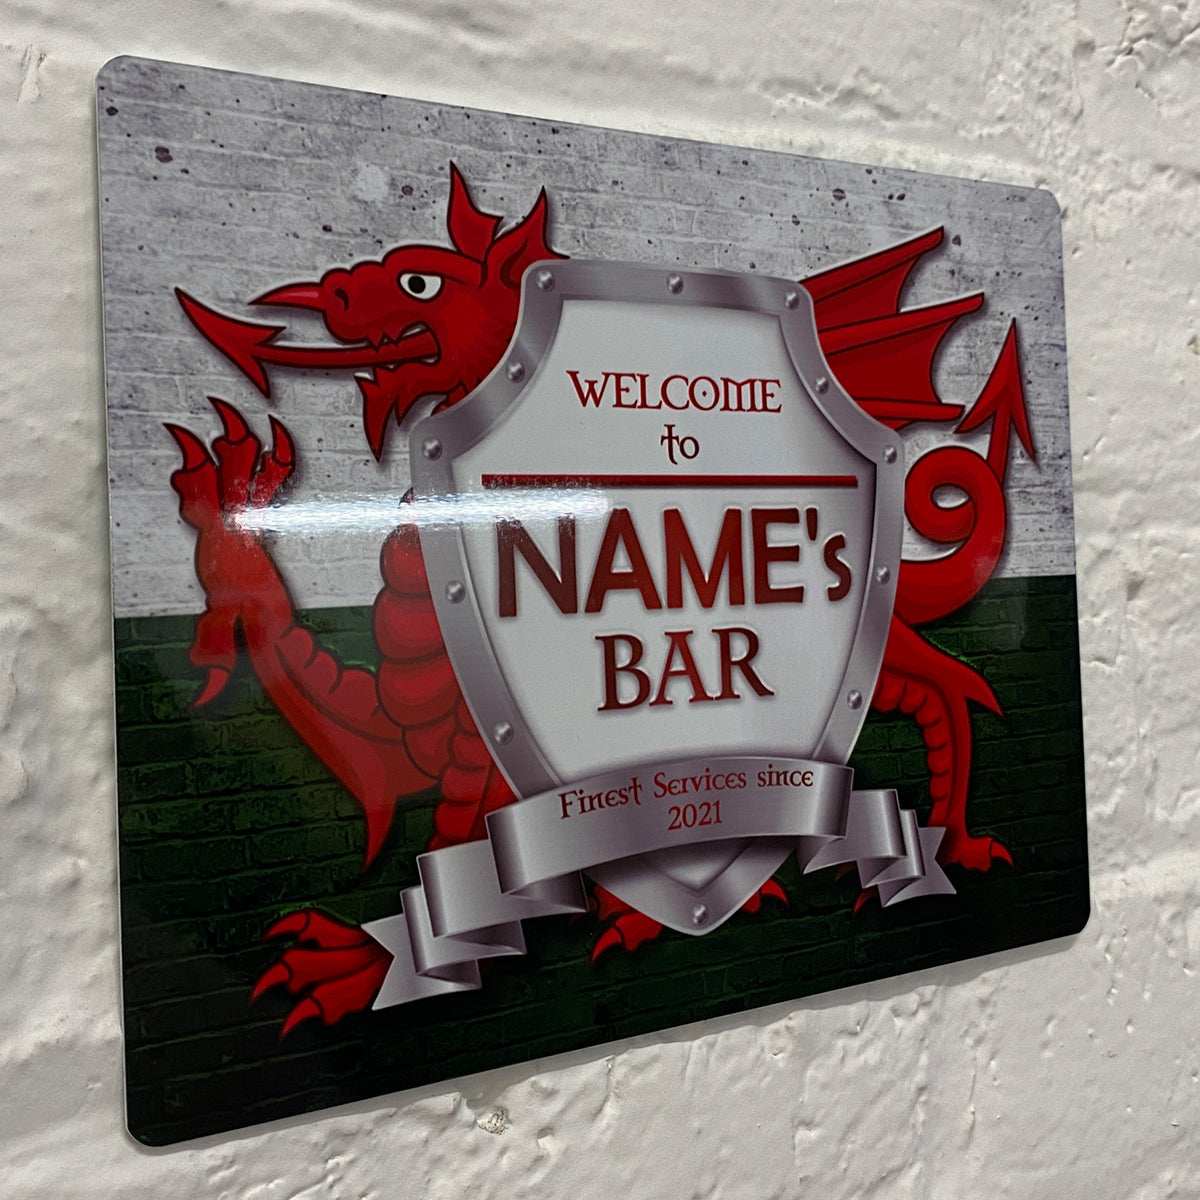 WELCOME
to
NAME's
BAR
Finest Services since
2021